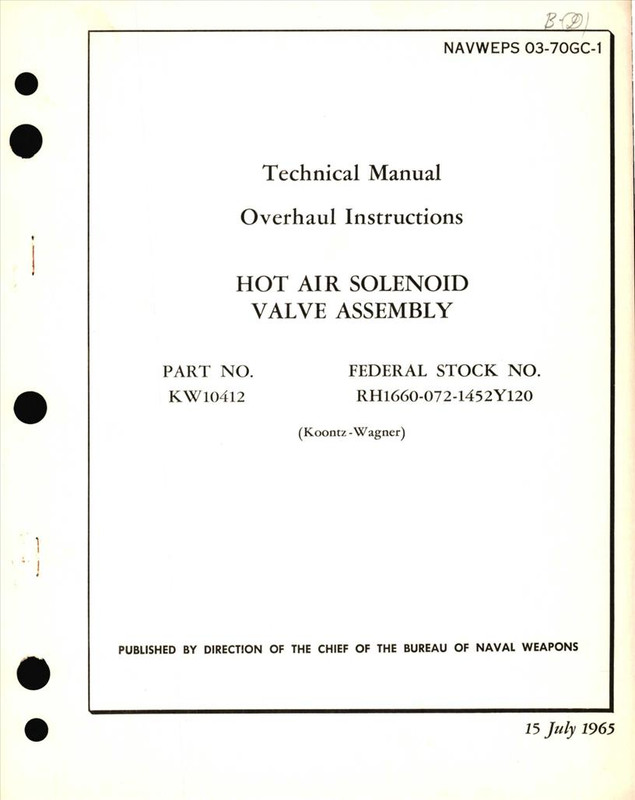 B-(D)
NAVWEPS 03-70GC-1
Technical Manual
Overhaul Instructions
HOT AIR SOLENOID
VALVE ASSEMBLY
PART NO. FEDERAL STOCK NO.
KW10412 RH1660-072-1452Y120
(Koontz-Wagner)
PUBLISHED BY DIRECTION OF THE CHIEF OF THE BUREAU OF NAVAL WEAPONS
15 July 1965